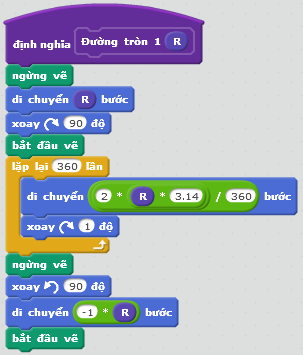 định nghĩa Đường tròn 1 R
ngừng vẽ
di chuyển R bước
xoay 90 độ
bắt đầu vẽ
lặp lại 360 lần
di chuyển 2 * R * 3.14 / 360 bước
xoay 1 độ
ngừng vẽ
xoay 90 độ
di chuyển -1 * R bước
bắt đầu vẽ